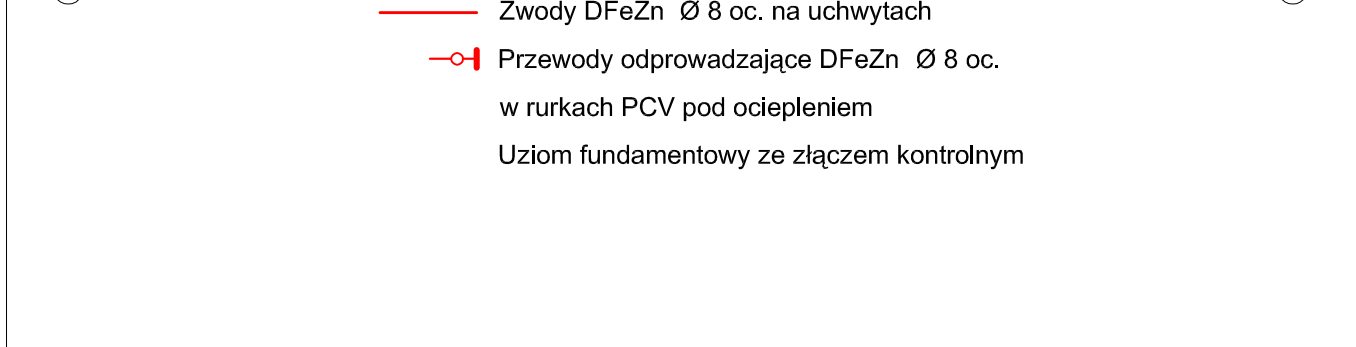 Zwody DFeZn Ø 8 oc. na uchwytach
Przewody odprowadzające DFeZn Ø 8 oc.
w rurkach PCV pod ociepleniem
Uziom fundamentowy ze złączem kontrolnym